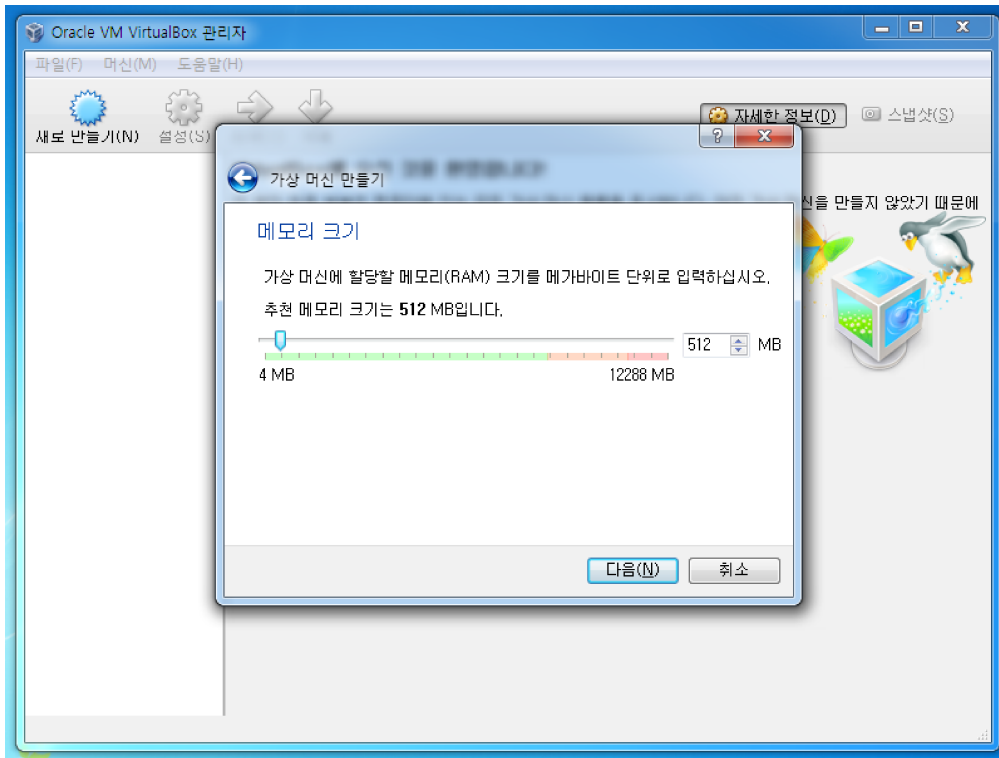 Oracle VM VirtualBox 관리자
파일(F) 머신(M) 도움말(H)
새로 만들기(N) 설정(S)
자세한 정보(D) 스냅샷(S)
신을 만들지 않았기 때문에
가상 머신 만들기
메모리 크기
가상 머신에 할당할 메모리(RAM) 크기를 메가바이트 단위로 입력하십시오.
추천 메모리 크기는 512 MB입니다.
512 MB
4 MB 12288 MB
다음(N) 취소